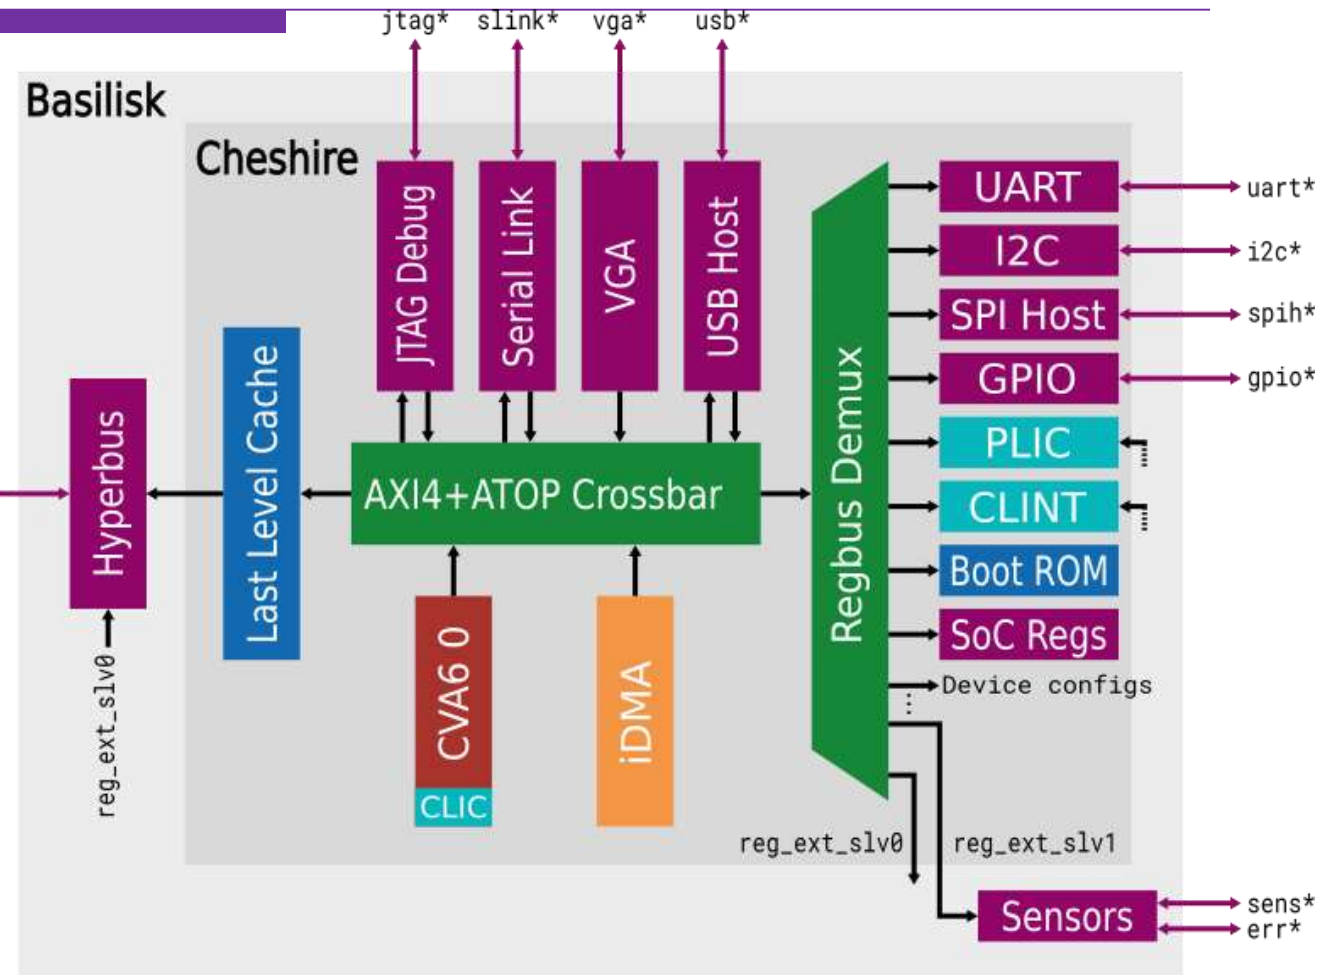 jtag* slink* vga* usb*
Basilisk
Cheshire
JTAG Debug
Serial Link
VGA
USB Host
UART
uart*
I2C
i2c*
SPI Host
spih*
GPIO
gpio*
PLIC
CLINT
Boot ROM
SoC Regs
Device configs
Regbus Demux
AXI4+ATOP Crossbar
Last Level Cache
Hyperbus
reg_ext_slv0
CVA6 0
CLIC
iDMA
reg_ext_slv0
reg_ext_slv1
Sensors
sens*
err*